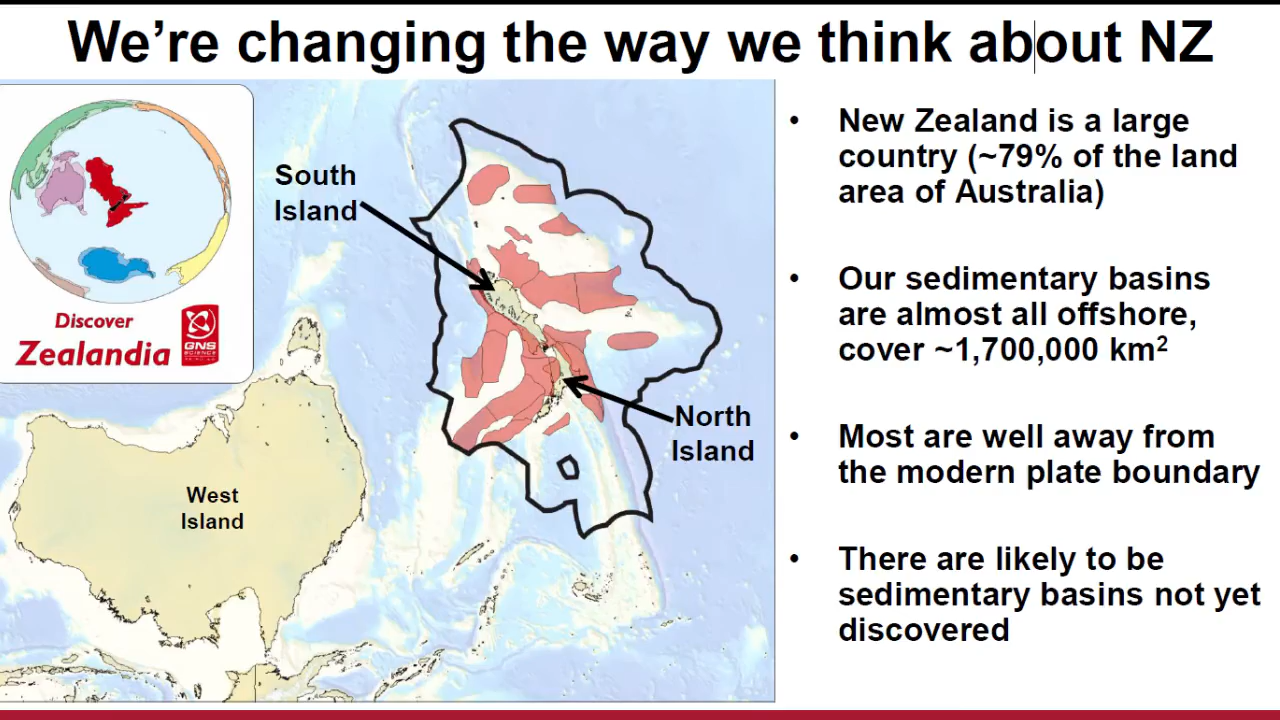 We're changing the way we think about NZ
Discover
Zealandia
GNS
SCIENCE
South
Island
North
Island
West
Island
• New Zealand is a large
country (~79% of the land
area of Australia)
• Our sedimentary basins
are almost all offshore,
cover ~1,700,000 km²
• Most are well away from
the modern plate boundary
• There are likely to be
sedimentary basins not yet
discovered